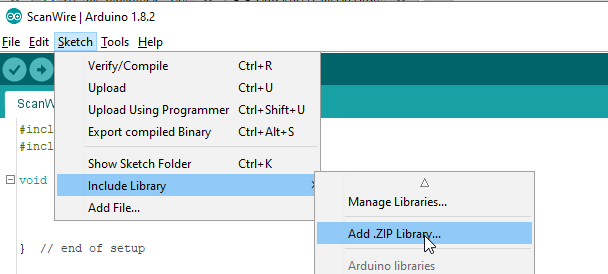 ScanWire | Arduino 1.8.2
File Edit Sketch Tools Help
Verify/Compile Ctrl+R
Upload Ctrl+U
Upload Using Programmer Ctrl+Shift+U
Export compiled Binary Ctrl+Alt+S
Show Sketch Folder Ctrl+K
Include Library
Add File...
Manage Libraries...
Add .ZIP Library...
Arduino libraries
ScanW
#incl
#incl
void
} // end of setup